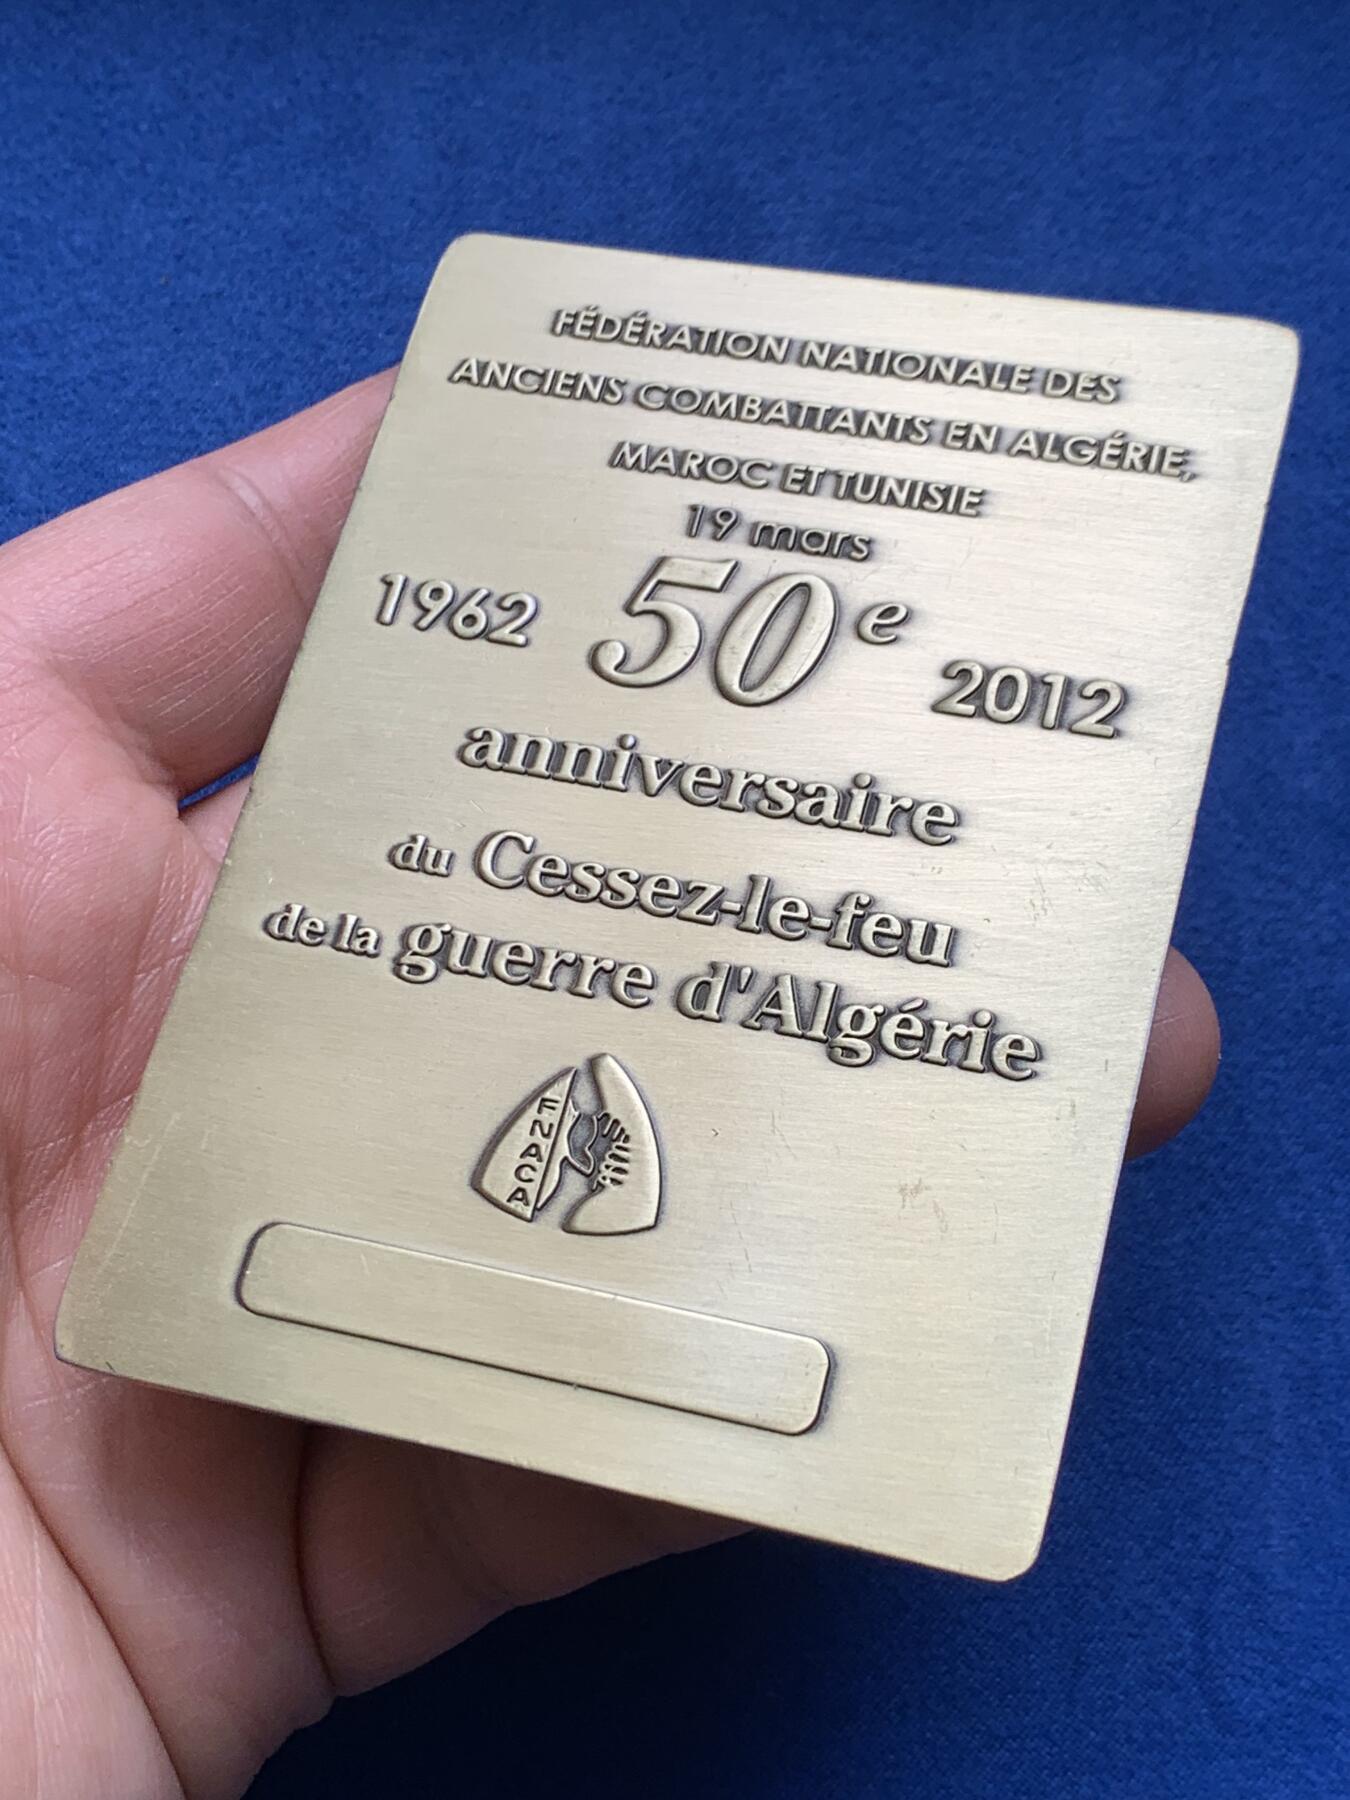 FÉDÉRATION NATIONALE DES
ANCIENS COMBATTANTS EN ALGÉRIE,
MAROC ET TUNISIE
19 mars
1962 50e 2012
anniversaire
du Cessez-le-feu
de la guerre d'Algérie
FNACA